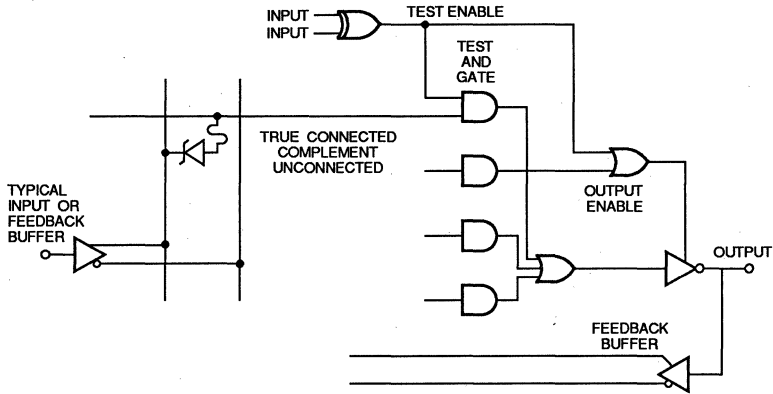 INPUT
INPUT
TEST ENABLE
TEST
AND
GATE
TRUE CONNECTED
COMPLEMENT
UNCONNECTED
TYPICAL
INPUT OR
FEEDBACK
BUFFER
OUTPUT
ENABLE
OUTPUT
FEEDBACK
BUFFER